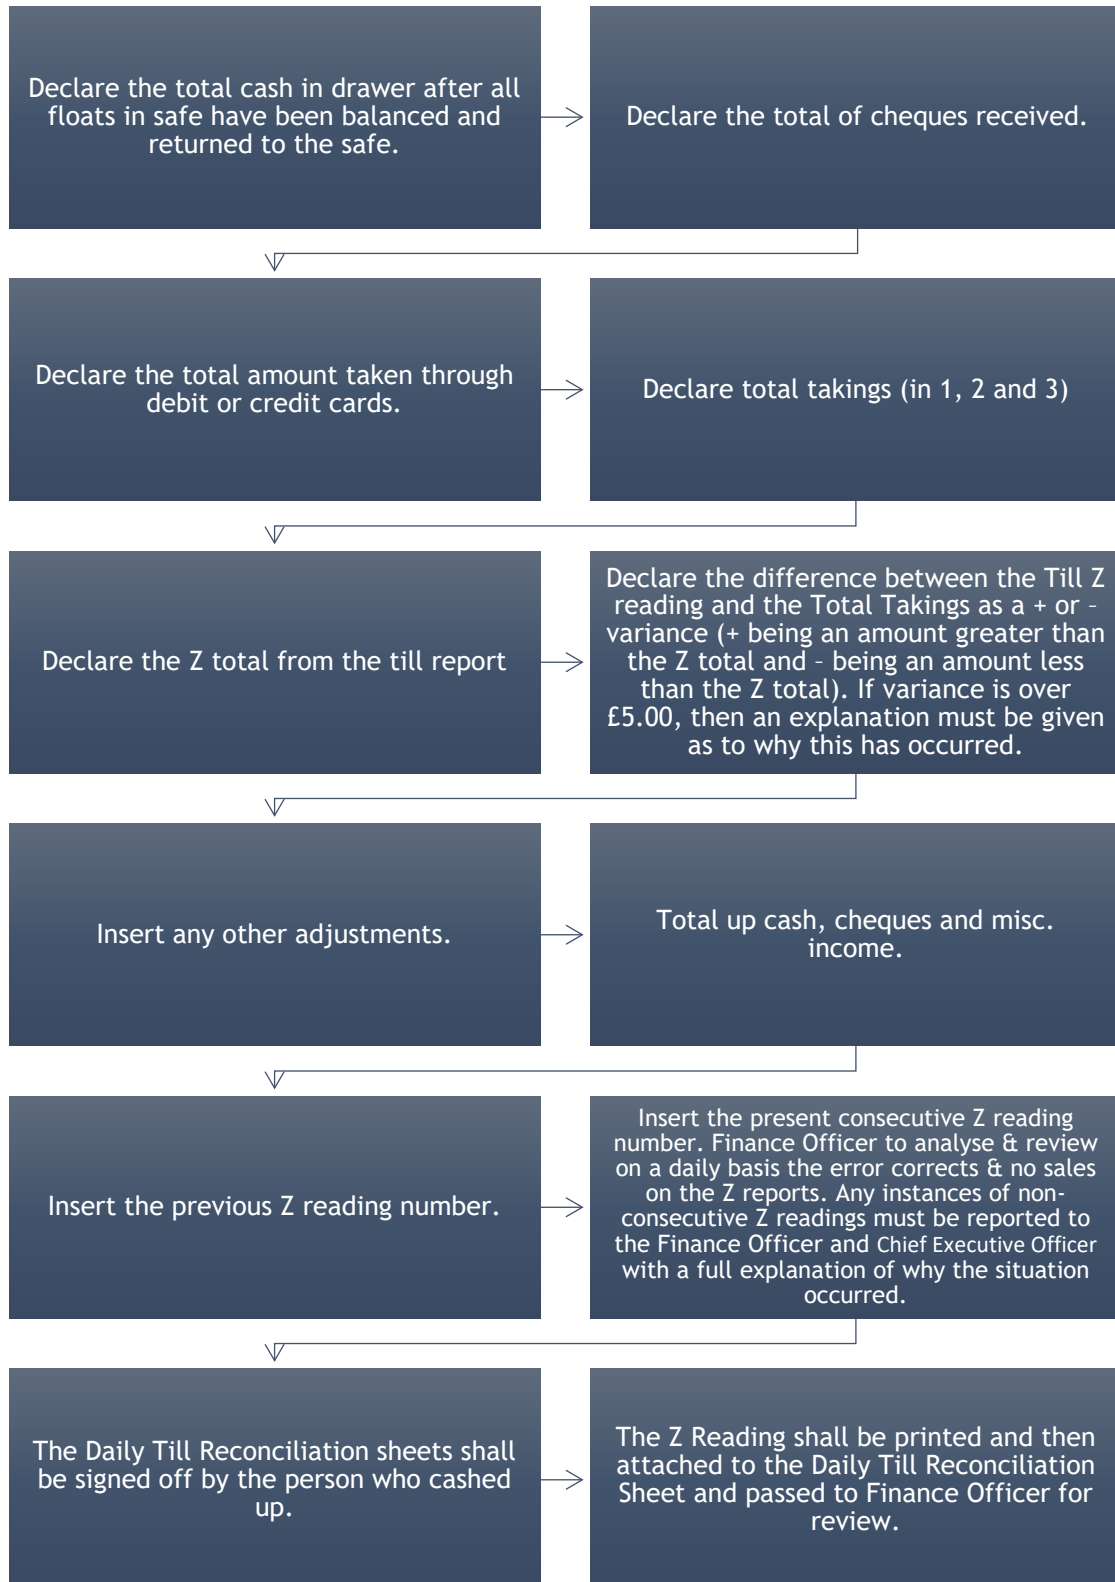 Declare the total cash in drawer after all
floats in safe have been balanced and
returned to the safe.
Declare the total of cheques received.
Declare the total amount taken through
debit or credit cards.
Declare total takings (in 1, 2 and 3)
Declare the Z total from the till report
Declare the difference between the Till Z
reading and the Total Takings as a + or –
variance (+ being an amount greater than
the Z total and – being an amount less
than the Z total). If variance is over
£5.00, then an explanation must be given
as to why this has occurred.
Insert any other adjustments.
Total up cash, cheques and misc.
income.
Insert the previous Z reading number.
Insert the present consecutive Z reading
number. Finance Officer to analyse & review
on a daily basis the error corrects & no sales
on the Z reports. Any instances of non-
consecutive Z readings must be reported to
the Finance Officer and Chief Executive Officer
with a full explanation of why the situation
occurred.
The Daily Till Reconciliation sheets shall
be signed off by the person who cashed
up.
The Z Reading shall be printed and then
attached to the Daily Till Reconciliation
Sheet and passed to Finance Officer for
review.